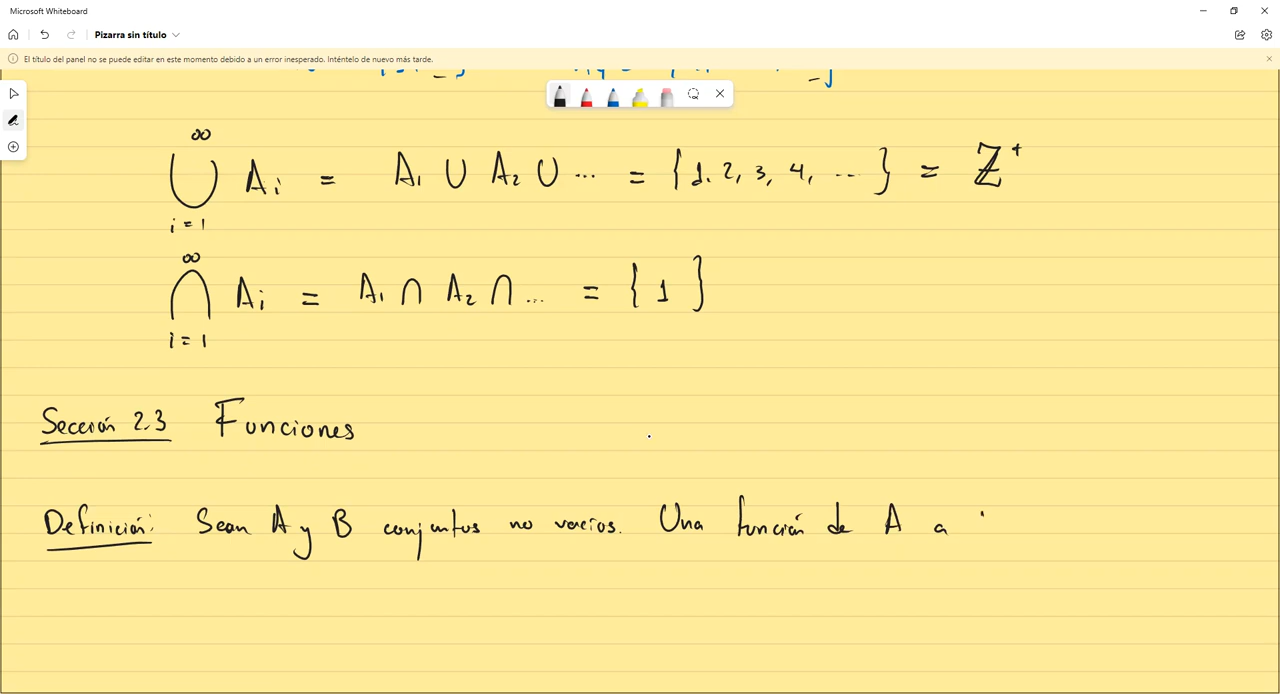 Microsoft Whiteboard
Pizarra sin título
El título del panel no se puede editar en este momento debido a un error inesperado. Inténtelo de nuevo más tarde.
∞
⋃ Ai = A1 ∪ A2 ∪ ... = {1, 2, 3, 4, ...} = Z+
i = 1
∞
⋂ Ai = A1 ∩ A2 ∩ ... = {1}
i = 1
Sección 2.3 Funciones
Definición: Sean A y B conjuntos no vacios. Una función de A a